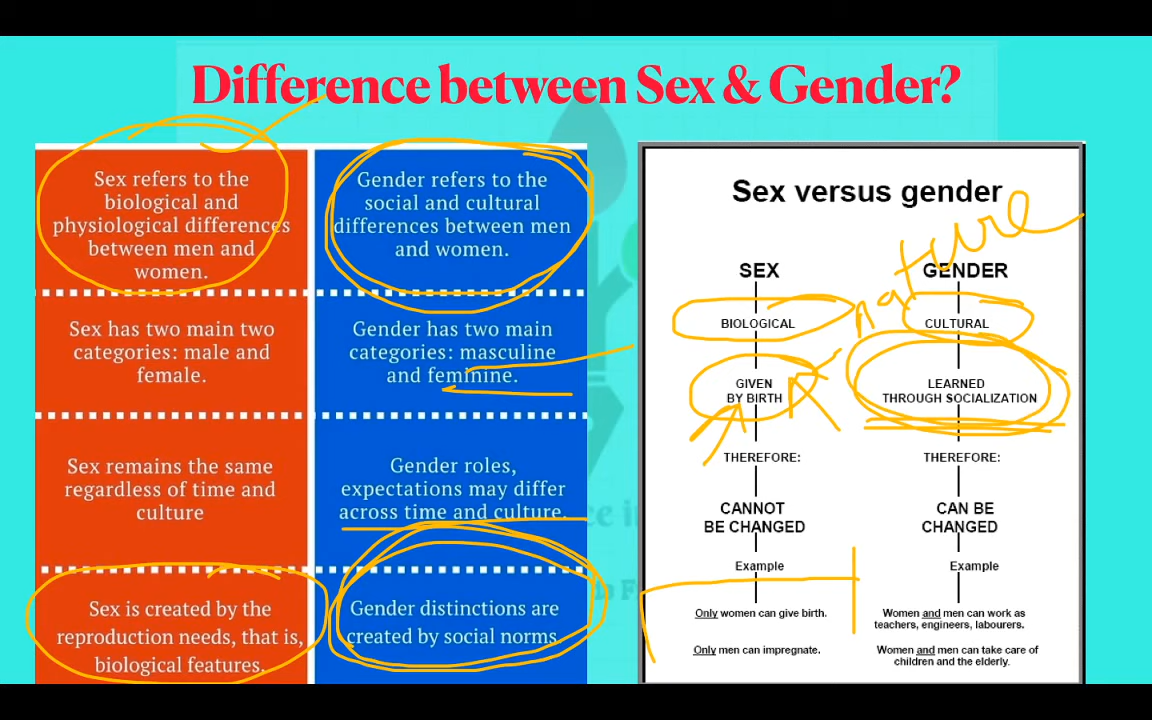 Difference between Sex & Gender?
Sex refers to the
biological and
physiological differences
between men and
women.
Gender refers to the
social and cultural
differences between men
and women.
Sex has two main two
categories: male and
female.
Gender has two main
categories: masculine
and feminine.
Sex remains the same
regardless of time and
culture
Gender roles,
expectations may differ
across time and culture.
Sex is created by the
reproduction needs, that is,
biological features.
Gender distinctions are
created by social norms
Sex versus gender
nature
SEX
BIOLOGICAL
GIVEN
BY BIRTH
THEREFORE:
CANNOT
BE CHANGED
Example
Only women can give birth.
Only men can impregnate.
GENDER
CULTURAL
LEARNED
THROUGH SOCIALIZATION
THEREFORE:
CAN BE
CHANGED
Example
Women and men can work as
teachers, engineers, labourers.
Women and men can take care of
children and the elderly.